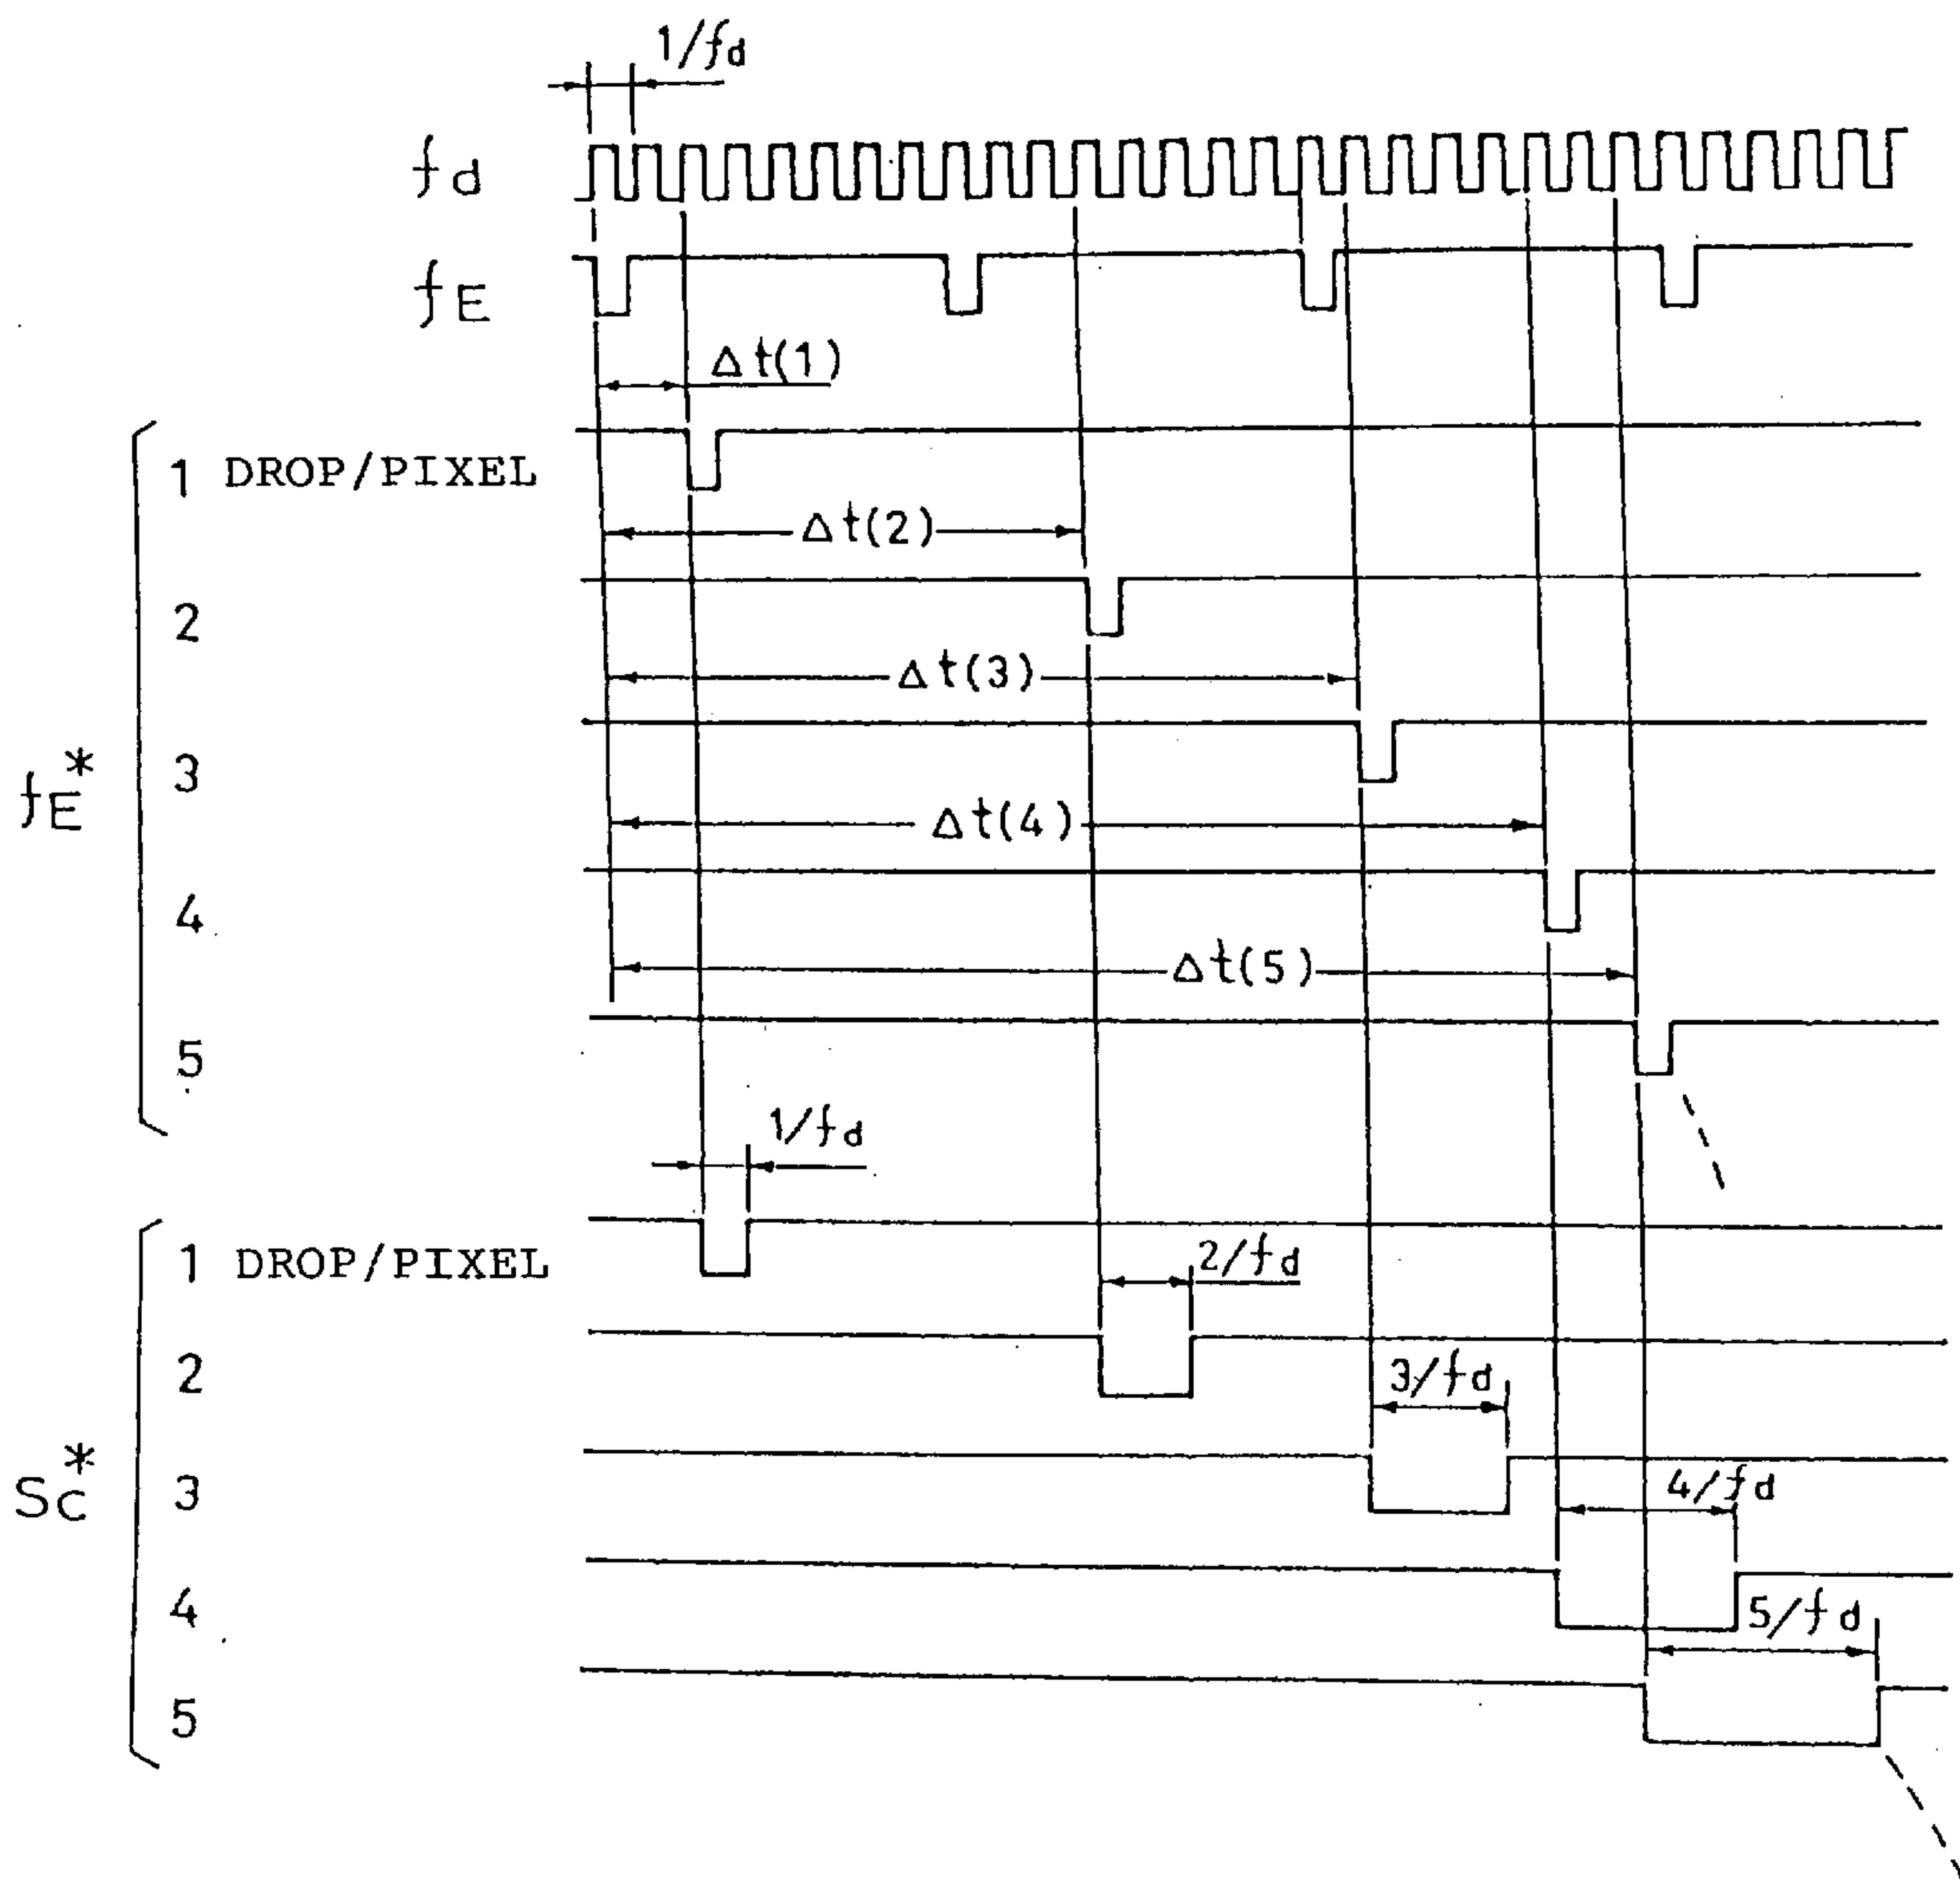 1/fd
fd
fE
Δt(1)
1 DROP/PIXEL
Δt(2)
2
Δt(3)
fE*
3
Δt(4)
4
Δt(5)
5
1/fd
1 DROP/PIXEL
2/fd
2
3/fd
Sc*
3
4/fd
4
5/fd
5